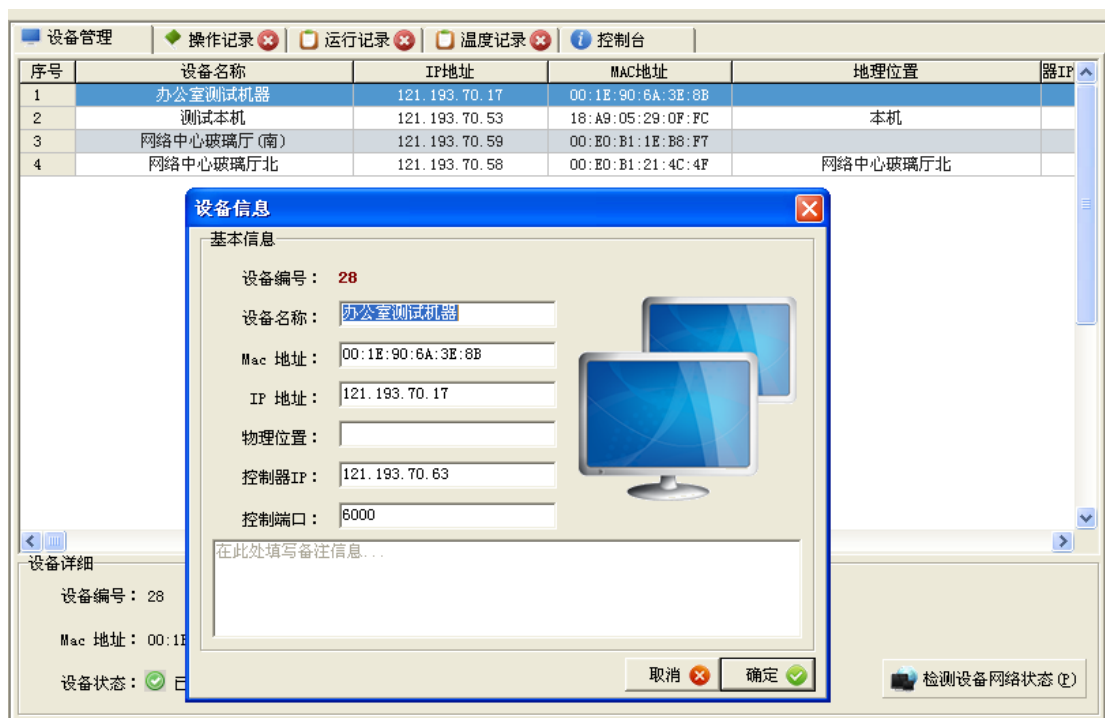 设备管理 操作记录 运行记录 温度记录 控制台
序号 设备名称 IP地址 MAC地址 地理位置 器IP
1 办公室测试机器 121.193.70.17 00:1E:90:6A:3E:8B
2 测试本机 121.193.70.53 18:A9:05:29:0F:FC 本机
3 网络中心玻璃厅(南) 121.193.70.59 00:E0:B1:1E:B8:F7
4 网络中心玻璃厅北 121.193.70.58 00:E0:B1:21:4C:4F 网络中心玻璃厅北
设备信息
基本信息
设备编号： 28
设备名称： 办公室测试机器
Mac 地址： 00:1E:90:6A:3E:8B
IP 地址： 121.193.70.17
物理位置：
控制器IP： 121.193.70.63
控制端口： 6000
在此处填写备注信息...
取消 确定
设备详细
设备编号： 28
Mac 地址： 00:1E
设备状态： 已
检测设备网络状态(P)